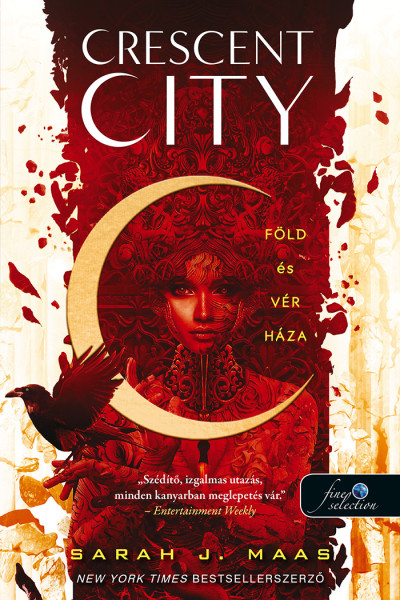 CRESCENT
CITY
FÖLD
és
VÉR
HÁZA
„Szédítő, izgalmas utazás,
minden kanyarban meglepetés vár.”
– Entertainment Weekly
fine
selection
SARAH J. MAAS
NEW YORK TIMES BESTSELLERSZERZŐ